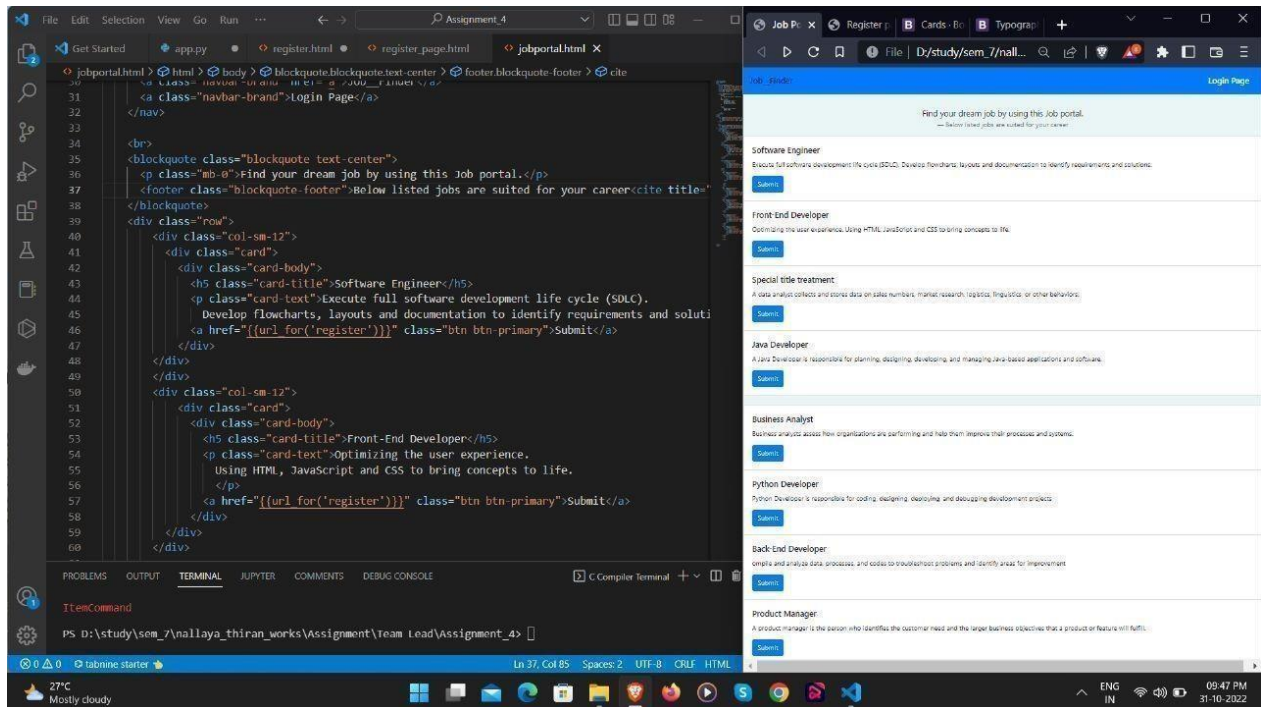 File Edit Selection View Go Run ··· Assignment_4
Get Started app.py register.html register_page.html jobportal.html
jobportal.html > html > body > blockquote.blockquote.text-center > footer.blockquote-footer > cite
31 <a class="navbar-brand">Login Page</a>
32 </nav>
33
34 <br>
35 <blockquote class="blockquote text-center">
36 <p class="mb-0">Find your dream job by using this Job portal.</p>
37 <footer class="blockquote-footer">Below listed jobs are suited for your career<cite title="
38 </blockquote>
39 <div class="row">
40 <div class="col-sm-12">
41 <div class="card">
42 <div class="card-body">
43 <h5 class="card-title">Software Engineer</h5>
44 <p class="card-text">Execute full software development life cycle (SDLC).
45 Develop flowcharts, layouts and documentation to identify requirements and soluti
46 <a href="{{url_for('register')}}" class="btn btn-primary">Submit</a>
47 </div>
48 </div>
49 </div>
50 <div class="col-sm-12">
51 <div class="card">
52 <div class="card-body">
53 <h5 class="card-title">Front-End Developer</h5>
54 <p class="card-text">Optimizing the user experience.
55 Using HTML, JavaScript and CSS to bring concepts to life.
56 </p>
57 <a href="{{url_for('register')}}" class="btn btn-primary">Submit</a>
58 </div>
59 </div>
60 </div>
PROBLEMS OUTPUT TERMINAL JUPYTER COMMENTS DEBUG CONSOLE C Compiler Terminal
ItemCommand
PS D:\study\sem_7\nallaya_thiran_works\Assignment\Team Lead\Assignment_4>
0 0 tabnine starter Ln 37, Col 85 Spaces: 2 UTF-8 CRLF HTML
Job Po Register p Cards · Bo Typograp
File D:/study/sem_7/nall...
Login Page
Find your dream job by using this Job portal.
— Below listed jobs are suited for your career
Software Engineer
Execute full software development life cycle (SDLC). Develop flowcharts, layouts and documentation to identify requirements and solutions.
Submit
Front-End Developer
Optimizing the user experience. Using HTML, JavaScript and CSS to bring concepts to life.
Submit
Special title treatment
A data analyst collects and stores data on sales numbers, market research, logistics, linguistics, or other behaviors.
Submit
Java Developer
A Java Developer is responsible for planning, designing, developing, and managing Java-based applications and software.
Submit
Business Analyst
Business analysts assess how organisations are performing and help them improve their processes and systems.
Submit
Python Developer
Python Developer is responsible for coding, designing, deploying, and debugging development projects
Submit
Back-End Developer
ompile and analyze data, processes, and codes to troubleshoot problems and identify areas for improvement
Submit
Product Manager
A product manager is the person who identifies the customer need and the larger business objectives that a product or feature will fulfill.
Submit
27°C
Mostly cloudy
ENG
IN
09:47 PM
31-10-2022